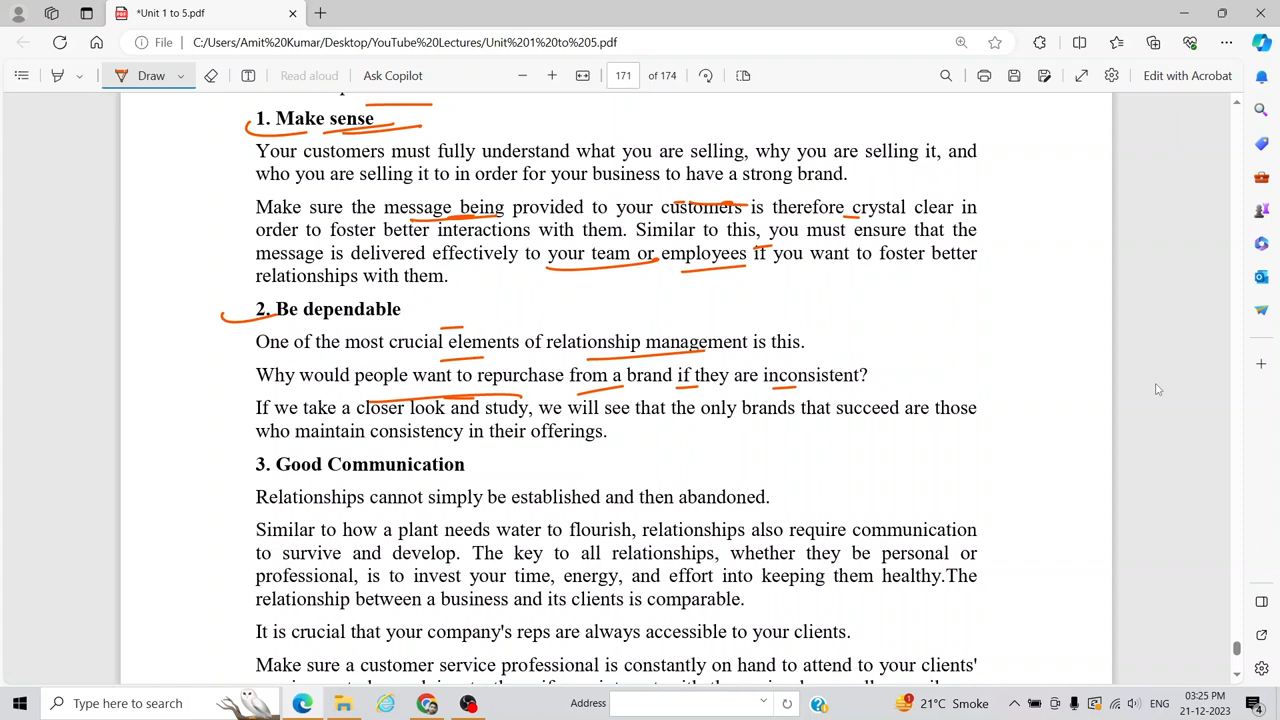 *Unit 1 to 5.pdf
File C:/Users/Amit%20Kumar/Desktop/YouTube%20Lectures/Unit%201%20to%205.pdf
Draw Read aloud Ask Copilot 171 of 174 Edit with Acrobat
1. Make sense
Your customers must fully understand what you are selling, why you are selling it, and
who you are selling it to in order for your business to have a strong brand.
Make sure the message being provided to your customers is therefore crystal clear in
order to foster better interactions with them. Similar to this, you must ensure that the
message is delivered effectively to your team or employees if you want to foster better
relationships with them.
2. Be dependable
One of the most crucial elements of relationship management is this.
Why would people want to repurchase from a brand if they are inconsistent?
If we take a closer look and study, we will see that the only brands that succeed are those
who maintain consistency in their offerings.
3. Good Communication
Relationships cannot simply be established and then abandoned.
Similar to how a plant needs water to flourish, relationships also require communication
to survive and develop. The key to all relationships, whether they be personal or
professional, is to invest your time, energy, and effort into keeping them healthy.The
relationship between a business and its clients is comparable.
It is crucial that your company's reps are always accessible to your clients.
Make sure a customer service professional is constantly on hand to attend to your clients'
Type here to search
Address
21°C Smoke
ENG
03:25 PM
21-12-2023